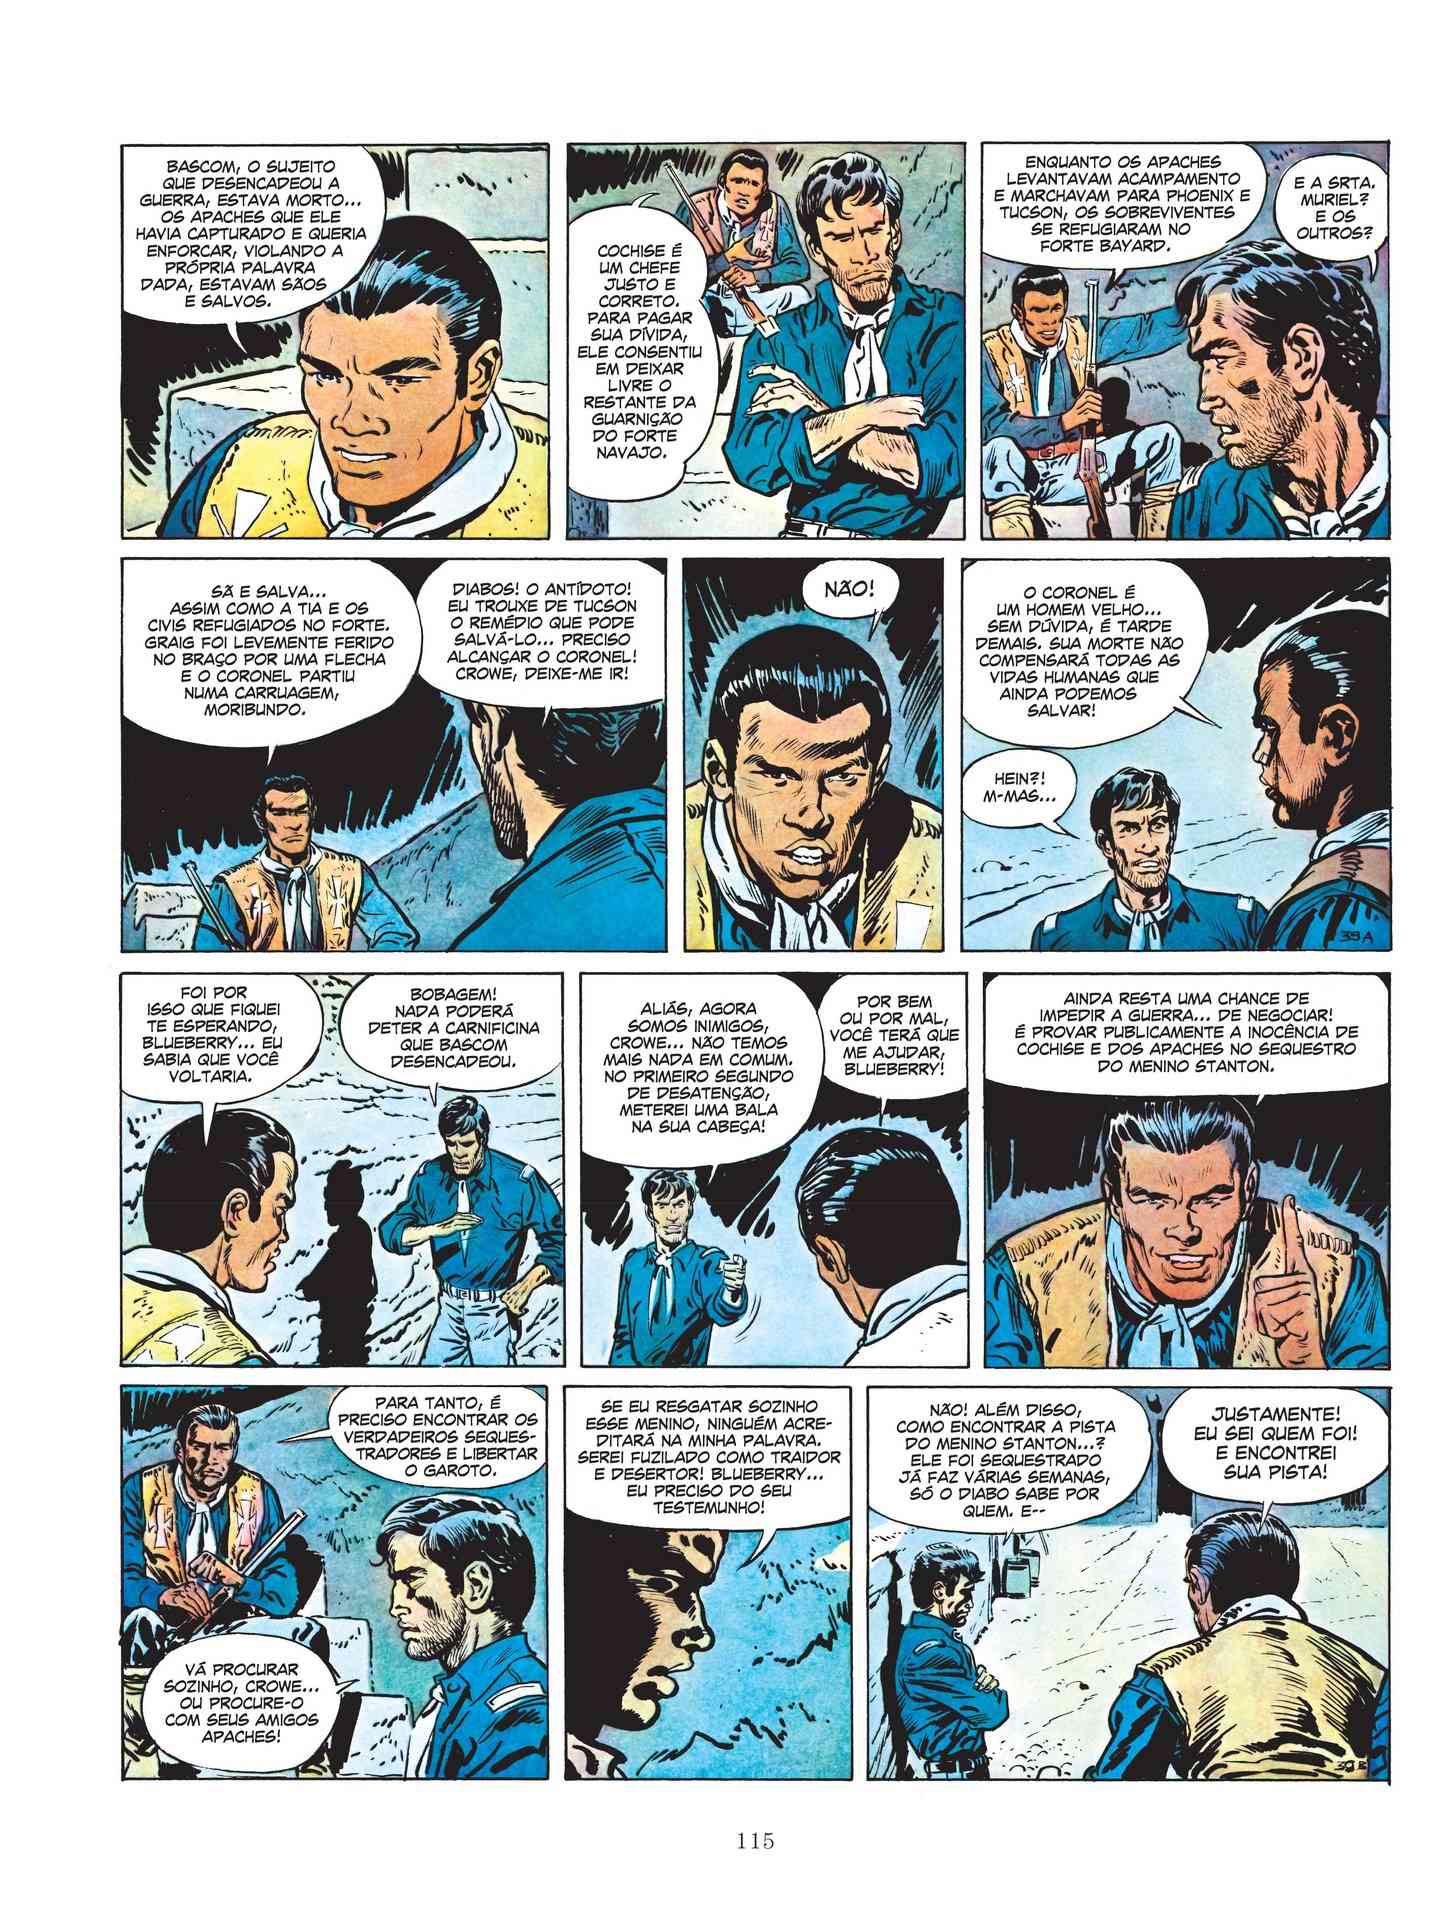 BASCOM, O SUJEITO
QUE DESENCADEOU A
GUERRA, ESTAVA MORTO...
OS APACHES QUE ELE
HAVIA CAPTURADO E QUERIA
ENFORCAR, VIOLANDO A
PRÓPRIA PALAVRA
DADA, ESTAVAM SÃOS
E SALVOS.
COCHISE É
UM CHEFE
JUSTO E
CORRETO.
PARA PAGAR
SUA DÍVIDA,
ELE CONSENTIU
EM DEIXAR
LIVRE O
RESTANTE DA
GUARNIÇÃO
DO FORTE
NAVAJO.
ENQUANTO OS APACHES
LEVANTAVAM ACAMPAMENTO
E MARCHAVAM PARA PHOENIX E
TUCSON, OS SOBREVIVENTES
SE REFUGIARAM NO
FORTE BAYARD.
E A SRTA.
MURIEL?
E OS
OUTROS?
SÃ E SALVA...
ASSIM COMO A TIA E OS
CIVIS REFUGIADOS NO FORTE.
GRAIG FOI LEVEMENTE FERIDO
NO BRAÇO POR UMA FLECHA
E O CORONEL PARTIU
NUMA CARRUAGEM,
MORIBUNDO.
DIABOS! O ANTÍDOTO!
EU TROUXE DE TUCSON
O REMÉDIO QUE PODE
SALVÁ-LO... PRECISO
ALCANÇAR O CORONEL!
CROWE, DEIXE-ME IR!
NÃO!
O CORONEL É
UM HOMEM VELHO...
SEM DÚVIDA, É TARDE
DEMAIS. SUA MORTE NÃO
COMPENSARÁ TODAS AS
VIDAS HUMANAS QUE
AINDA PODEMOS
SALVAR!
HEIN?!
M-MAS...
39 A
FOI POR
ISSO QUE FIQUEI
TE ESPERANDO,
BLUEBERRY... EU
SABIA QUE VOCÊ
VOLTARIA.
BOBAGEM!
NADA PODERÁ
DETER A CARNIFICINA
QUE BASCOM
DESENCADEOU.
ALIÁS, AGORA
SOMOS INIMIGOS,
CROWE... NÃO TEMOS
MAIS NADA EM COMUM.
NO PRIMEIRO SEGUNDO
DE DESATENÇÃO,
METEREI UMA BALA
NA SUA CABEÇA!
POR BEM
OU POR MAL,
VOCÊ TERÁ QUE
ME AJUDAR,
BLUEBERRY!
AINDA RESTA UMA CHANCE DE
IMPEDIR A GUERRA... DE NEGOCIAR!
É PROVAR PUBLICAMENTE A INOCÊNCIA DE
COCHISE E DOS APACHES NO SEQUESTRO
DO MENINO STANTON.
PARA TANTO, É
PRECISO ENCONTRAR OS
VERDADEIROS SEQUES-
TRADORES E LIBERTAR
O GAROTO.
VÁ PROCURAR
SOZINHO, CROWE...
OU PROCURE-O
COM SEUS AMIGOS
APACHES!
SE EU RESGATAR SOZINHO
ESSE MENINO, NINGUÉM ACRE-
DITARÁ NA MINHA PALAVRA.
SEREI FUZILADO COMO TRAIDOR
E DESERTOR! BLUEBERRY...
EU PRECISO DO SEU
TESTEMUNHO!
NÃO! ALÉM DISSO,
COMO ENCONTRAR A PISTA
DO MENINO STANTON...?
ELE FOI SEQUESTRADO
JÁ FAZ VÁRIAS SEMANAS,
SÓ O DIABO SABE POR
QUEM. E--
JUSTAMENTE!
EU SEI QUEM FOI!
E ENCONTREI
SUA PISTA!
39 B
115